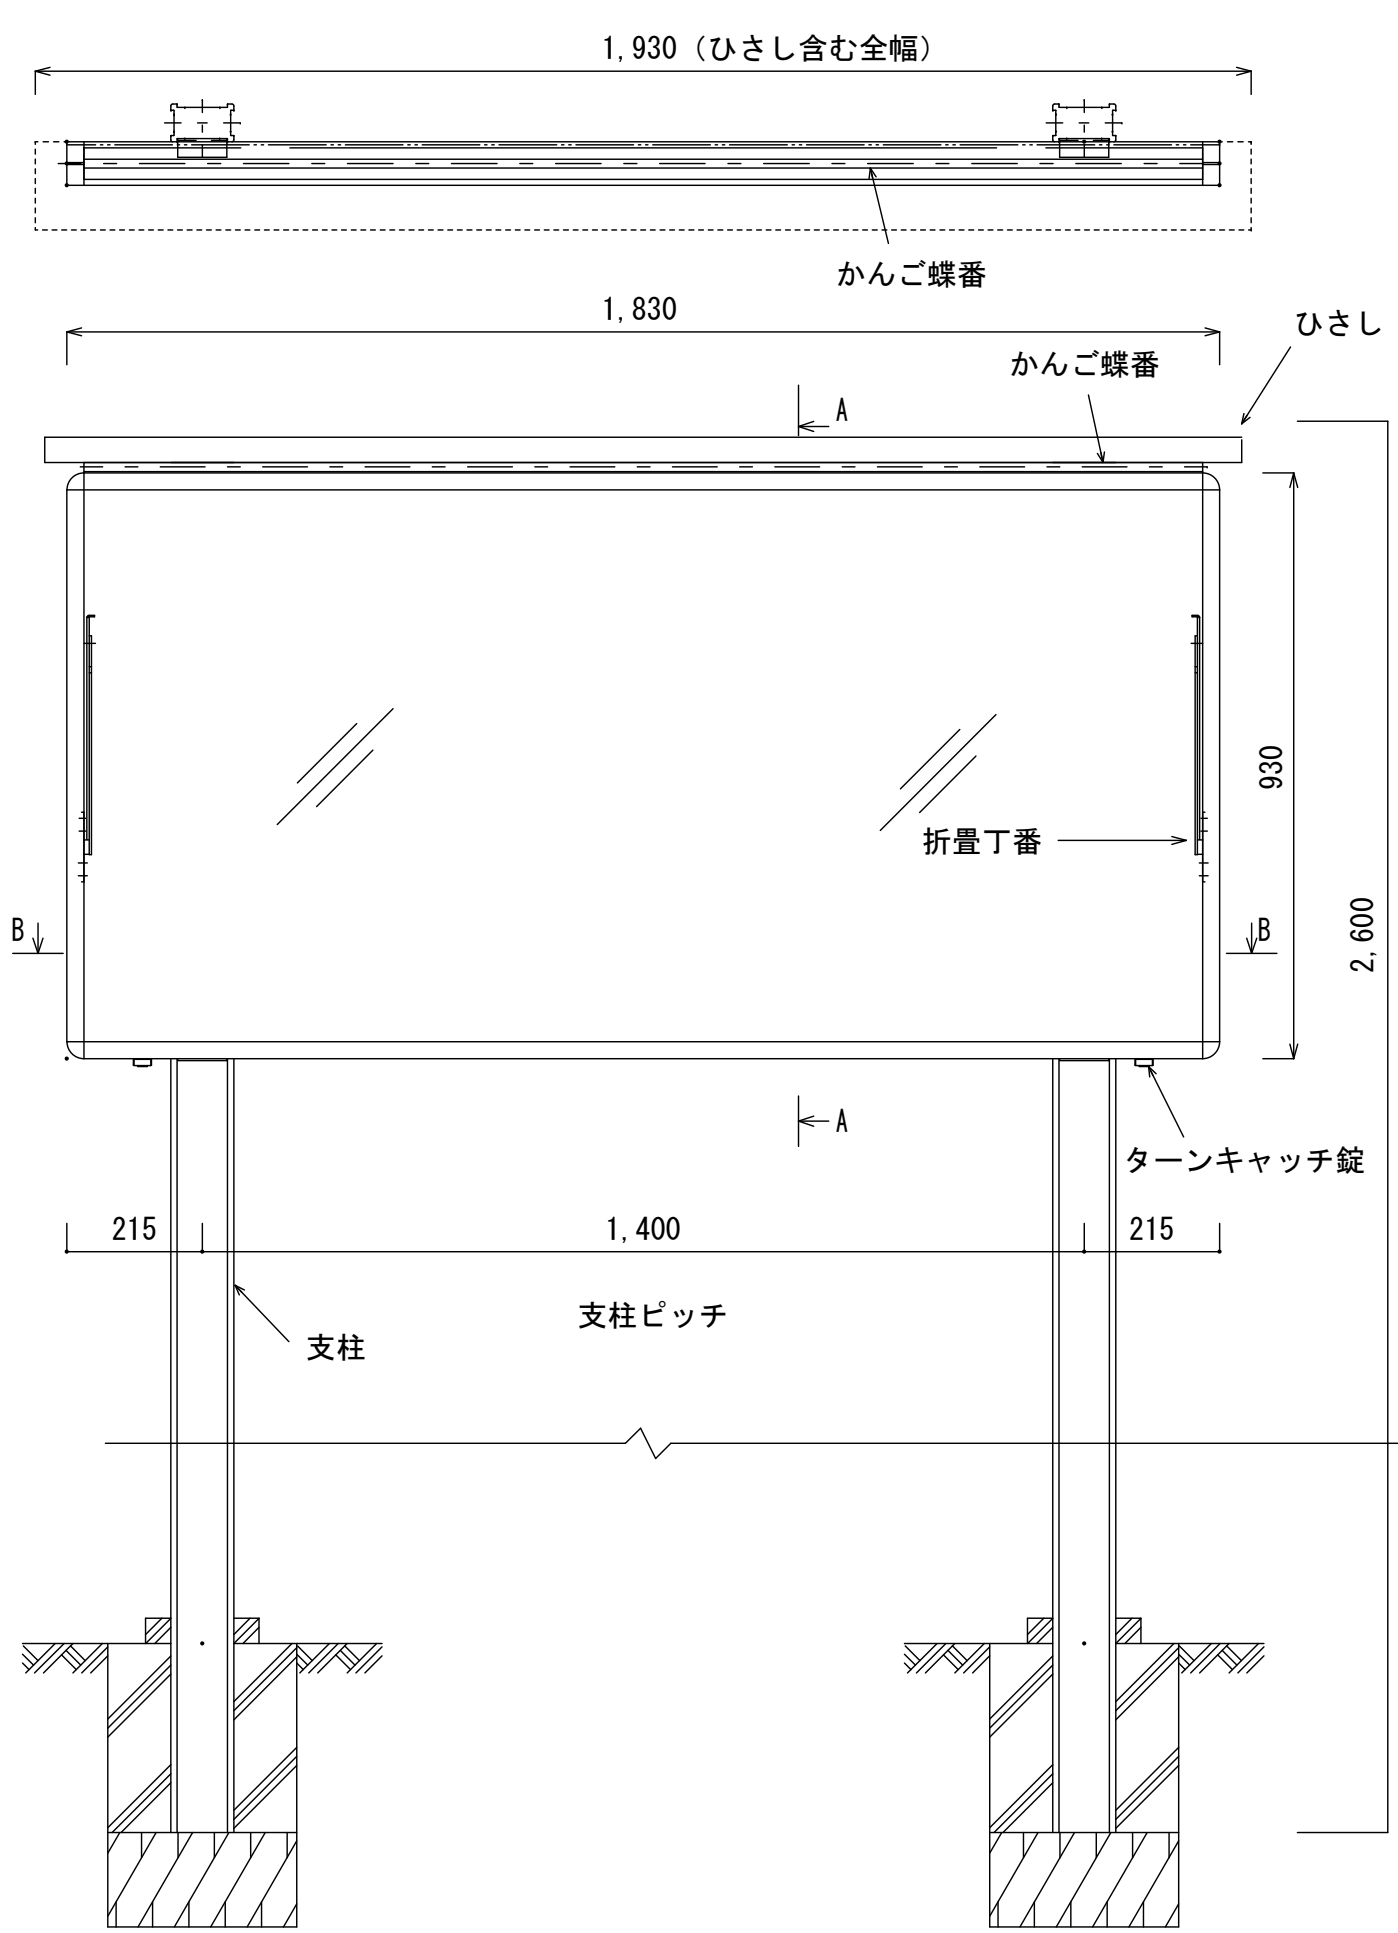 1,930（ひさし含む全幅）
かんご蝶番
1,830
ひさし
かんご蝶番
A
930
折畳丁番
B
B
2,600
A
ターンキャッチ錠
215
1,400
215
支柱ピッチ
支柱